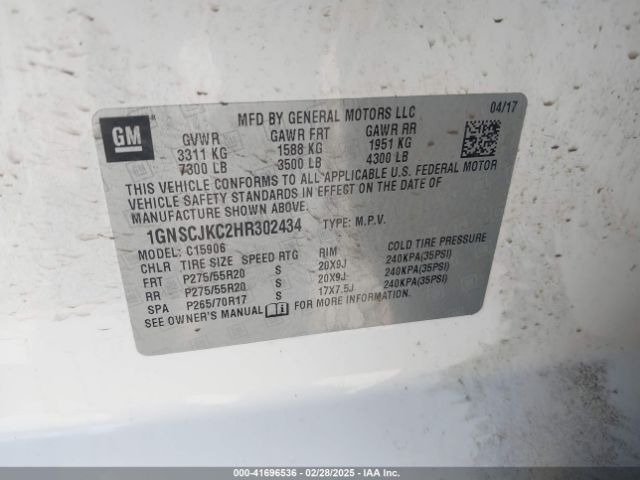 GM
MFD BY GENERAL MOTORS LLC 04/17
GVWR GAWR FRT GAWR RR
3311 KG 1588 KG 1951 KG
7300 LB 3500 LB 4300 LB
THIS VEHICLE CONFORMS TO ALL APPLICABLE U.S. FEDERAL MOTOR
VEHICLE SAFETY STANDARDS IN EFFECT ON THE DATE OF
MANUFACTURE SHOWN ABOVE.
1GNSCJKC2HR302434 TYPE: M.P.V.
MODEL: C15906
CHLR TIRE SIZE SPEED RTG RIM COLD TIRE PRESSURE
FRT P275/55R20 S 20X9J 240KPA(35PSI)
RR P275/55R20 S 20X9J 240KPA(35PSI)
SPA P265/70R17 S 17X7.5J 240KPA(35PSI)
SEE OWNER'S MANUAL FOR MORE INFORMATION.
000-41696536 - 02/28/2025 - IAA, Inc.